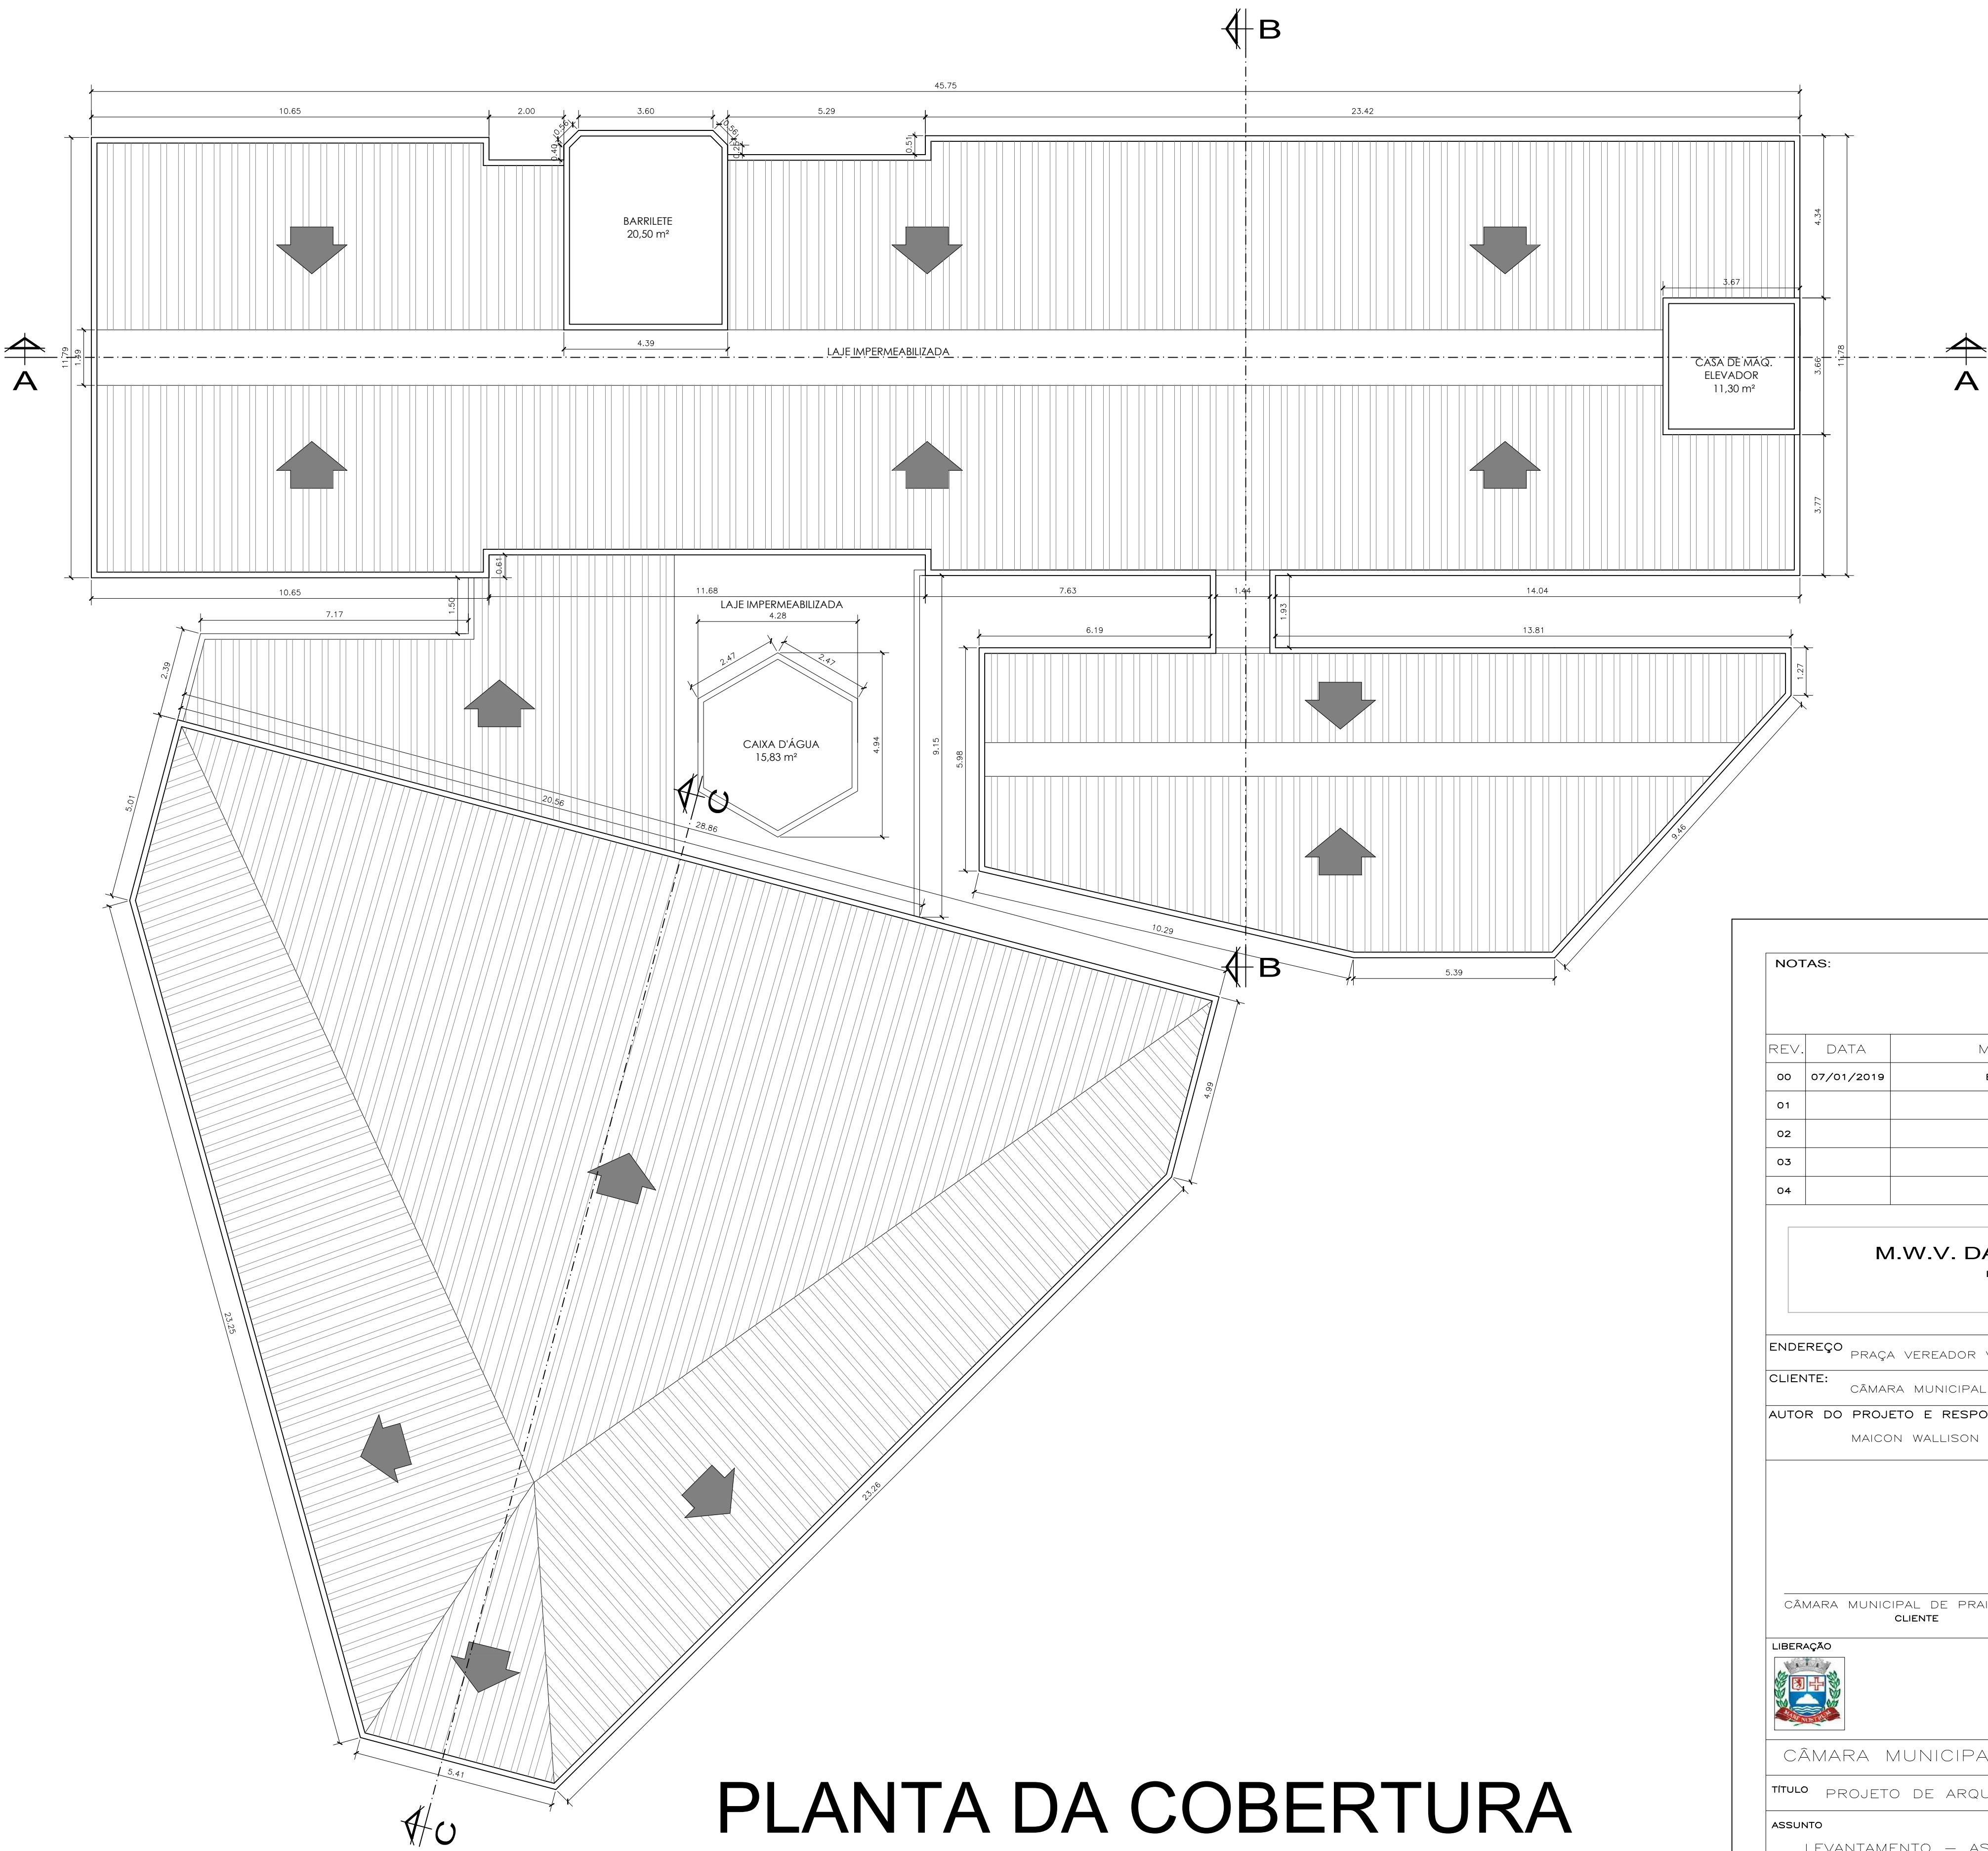 B
45.75
10.65
2.00
3.60
5.29
23.42
0.56
0.56
0.40
0.25
0.51
BARRILETE
20,50 m²
4.34
3.67
11.79
1.49
4.39
LAJE IMPERMEABILIZADA
A
CASA DE MÁQ.
ELEVADOR
11,30 m²
3.66
11.78
A
3.77
0.61
10.65
1.50
11.68
7.63
1.44
14.04
LAJE IMPERMEABILIZADA
7.17
4.28
1.93
6.19
13.81
2.39
2.47
2.47
1.27
CAIXA D'ÁGUA
15,83 m²
4.94
9.15
5.98
5.01
20.56
C
28.86
9.46
10.29
B
5.39
4.99
23.25
23.26
5.41
C
PLANTA DA COBERTURA
NOTAS:
REV. DATA
00 07/01/2019
01
02
03
04
M.W.V. DA
ENDEREÇO PRAÇA VEREADOR
CLIENTE:
CÂMARA MUNICIPAL
AUTOR DO PROJETO E RESPO
MAICON WALLISON
CÂMARA MUNICIPAL DE PRAI
CLIENTE
LIBERAÇÃO
CÂMARA MUNICIPA
TÍTULO PROJETO DE ARQU
ASSUNTO
LEVANTAMENTO - AS